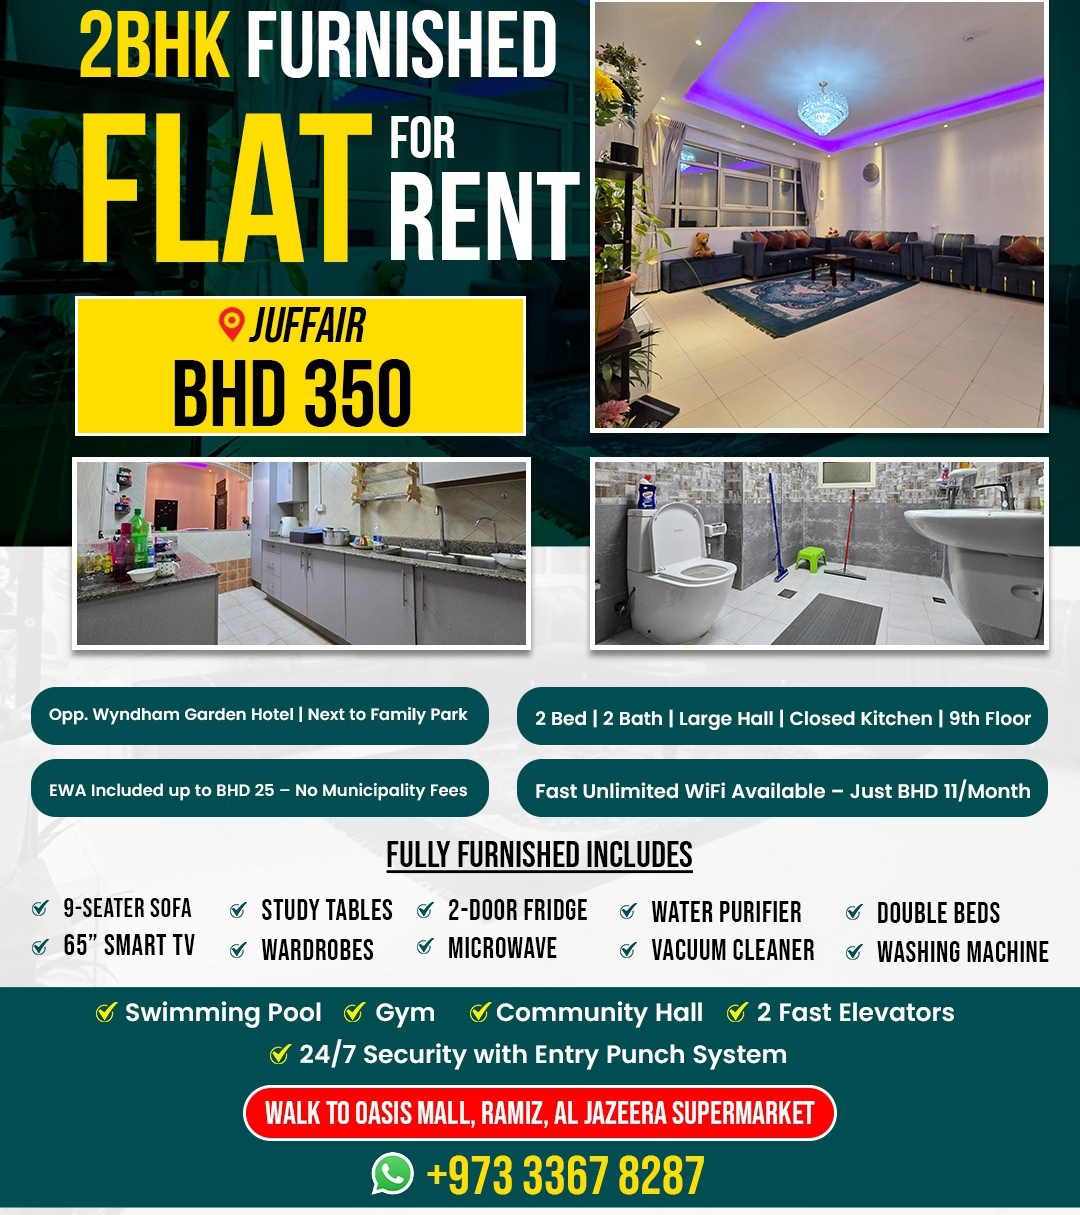 2BHK FURNISHED
FLAT FOR
RENT
JUFFAIR
BHD 350
Opp. Wyndham Garden Hotel | Next to Family Park
2 Bed | 2 Bath | Large Hall | Closed Kitchen | 9th Floor
EWA Included up to BHD 25 – No Municipality Fees
Fast Unlimited WiFi Available – Just BHD 11/Month
FULLY FURNISHED INCLUDES
9-SEATER SOFA STUDY TABLES 2-DOOR FRIDGE WATER PURIFIER DOUBLE BEDS
65” SMART TV WARDROBES MICROWAVE VACUUM CLEANER WASHING MACHINE
Swimming Pool Gym Community Hall 2 Fast Elevators
24/7 Security with Entry Punch System
WALK TO OASIS MALL, RAMIZ, AL JAZEERA SUPERMARKET
+973 3367 8287